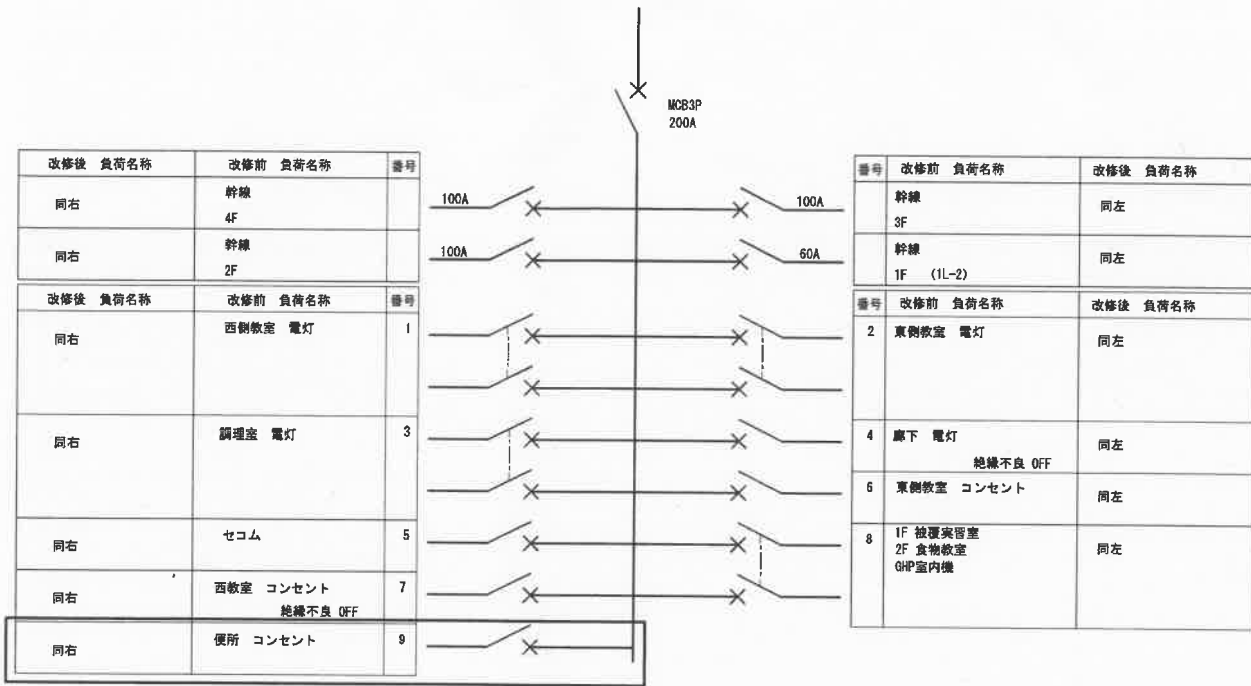 MCB3P
200A
改修後 負荷名称 改修前 負荷名称 番号
同右 幹線
4F
同右 幹線
2F
100A
100A
100A
60A
番号 改修前 負荷名称 改修後 負荷名称
幹線 同左
3F
幹線 同左
1F (1L-2)
改修後 負荷名称 改修前 負荷名称 番号
同右 西側教室 電灯 1
同右 調理室 電灯 3
同右 セコム 5
同右 西教室 コンセント 7
絶縁不良 OFF
同右 便所 コンセント 9
番号 改修前 負荷名称 改修後 負荷名称
2 東側教室 電灯 同左
4 廊下 電灯 同左
絶縁不良 OFF
6 東側教室 コンセント 同左
8 1F 被覆実習室
2F 食物教室 同左
GHP室内機